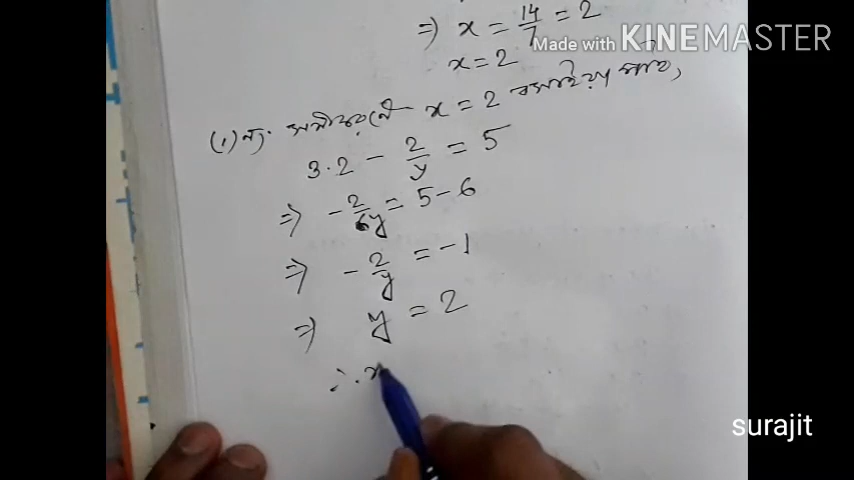 ⇒ x = 14/7 = 2
Made with KINEMASTER
x = 2
(1) নং সমীকরণে x = 2 বসাইয়া পাই,
3·2 − 2/y = 5
⇒ −2/y = 5 − 6
⇒ −2/y = −1
⇒ y = 2
∴ x
surajit